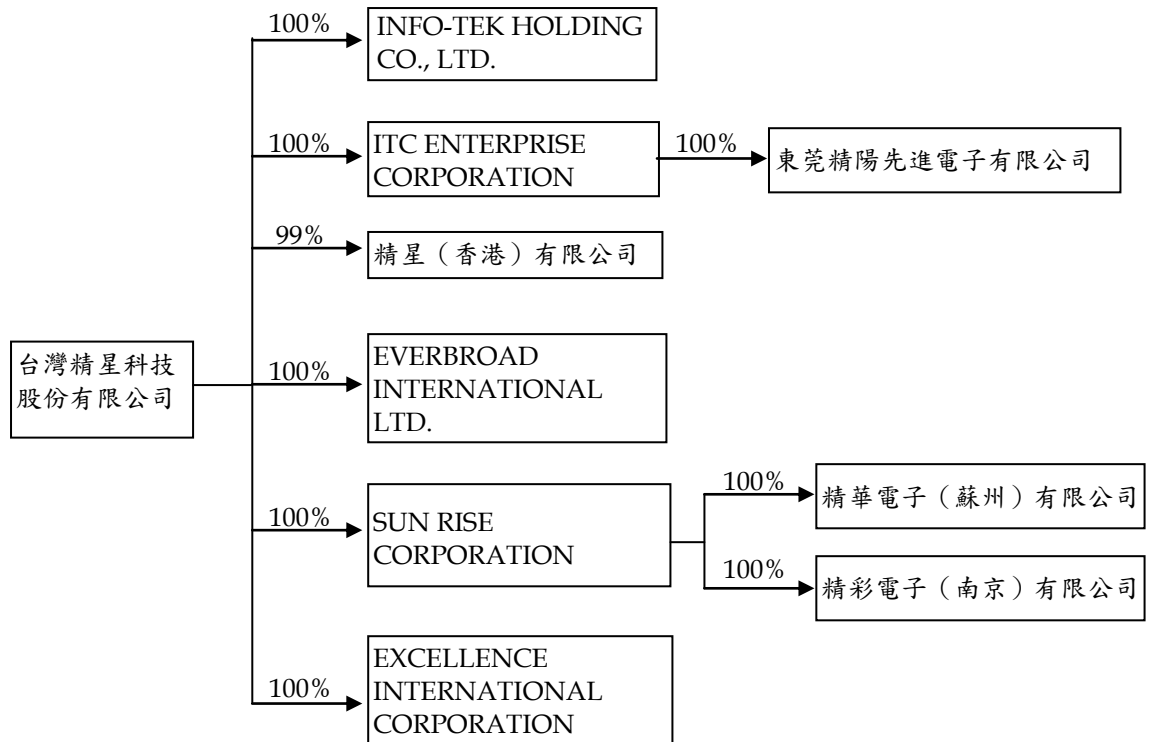 100%
INFO-TEK HOLDING
CO., LTD.
100%
ITC ENTERPRISE
CORPORATION
100%
東莞精陽先進電子有限公司
99%
精星（香港）有限公司
台灣精星科技
股份有限公司
100%
EVERBROAD
INTERNATIONAL
LTD.
100%
SUN RISE
CORPORATION
100%
精華電子（蘇州）有限公司
100%
精彩電子（南京）有限公司
100%
EXCELLENCE
INTERNATIONAL
CORPORATION